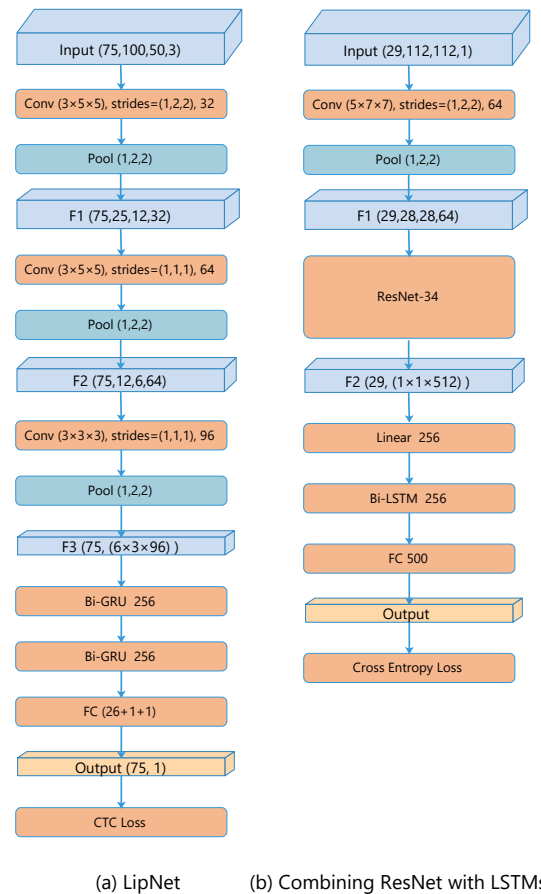 Input (75,100,50,3)
Conv (3×5×5), strides=(1,2,2), 32
Pool (1,2,2)
F1 (75,25,12,32)
Conv (3×5×5), strides=(1,1,1), 64
Pool (1,2,2)
F2 (75,12,6,64)
Conv (3×3×3), strides=(1,1,1), 96
Pool (1,2,2)
F3 (75, (6×3×96) )
Bi-GRU 256
Bi-GRU 256
FC (26+1+1)
Output (75, 1)
CTC Loss
(a) LipNet
Input (29,112,112,1)
Conv (5×7×7), strides=(1,2,2), 64
Pool (1,2,2)
F1 (29,28,28,64)
ResNet-34
F2 (29, (1×1×512) )
Linear 256
Bi-LSTM 256
FC 500
Output
Cross Entropy Loss
(b) Combining ResNet with LSTMs